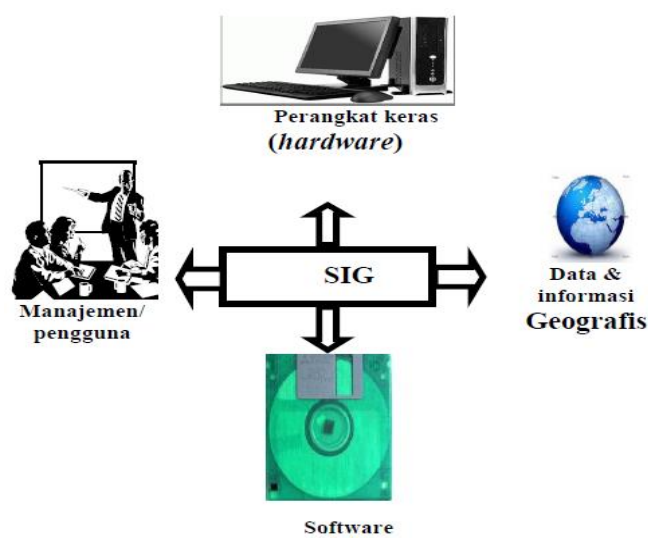 Perangkat keras
(hardware)
SIG
Manajemen/
pengguna
Data &
informasi
Geografis
Software